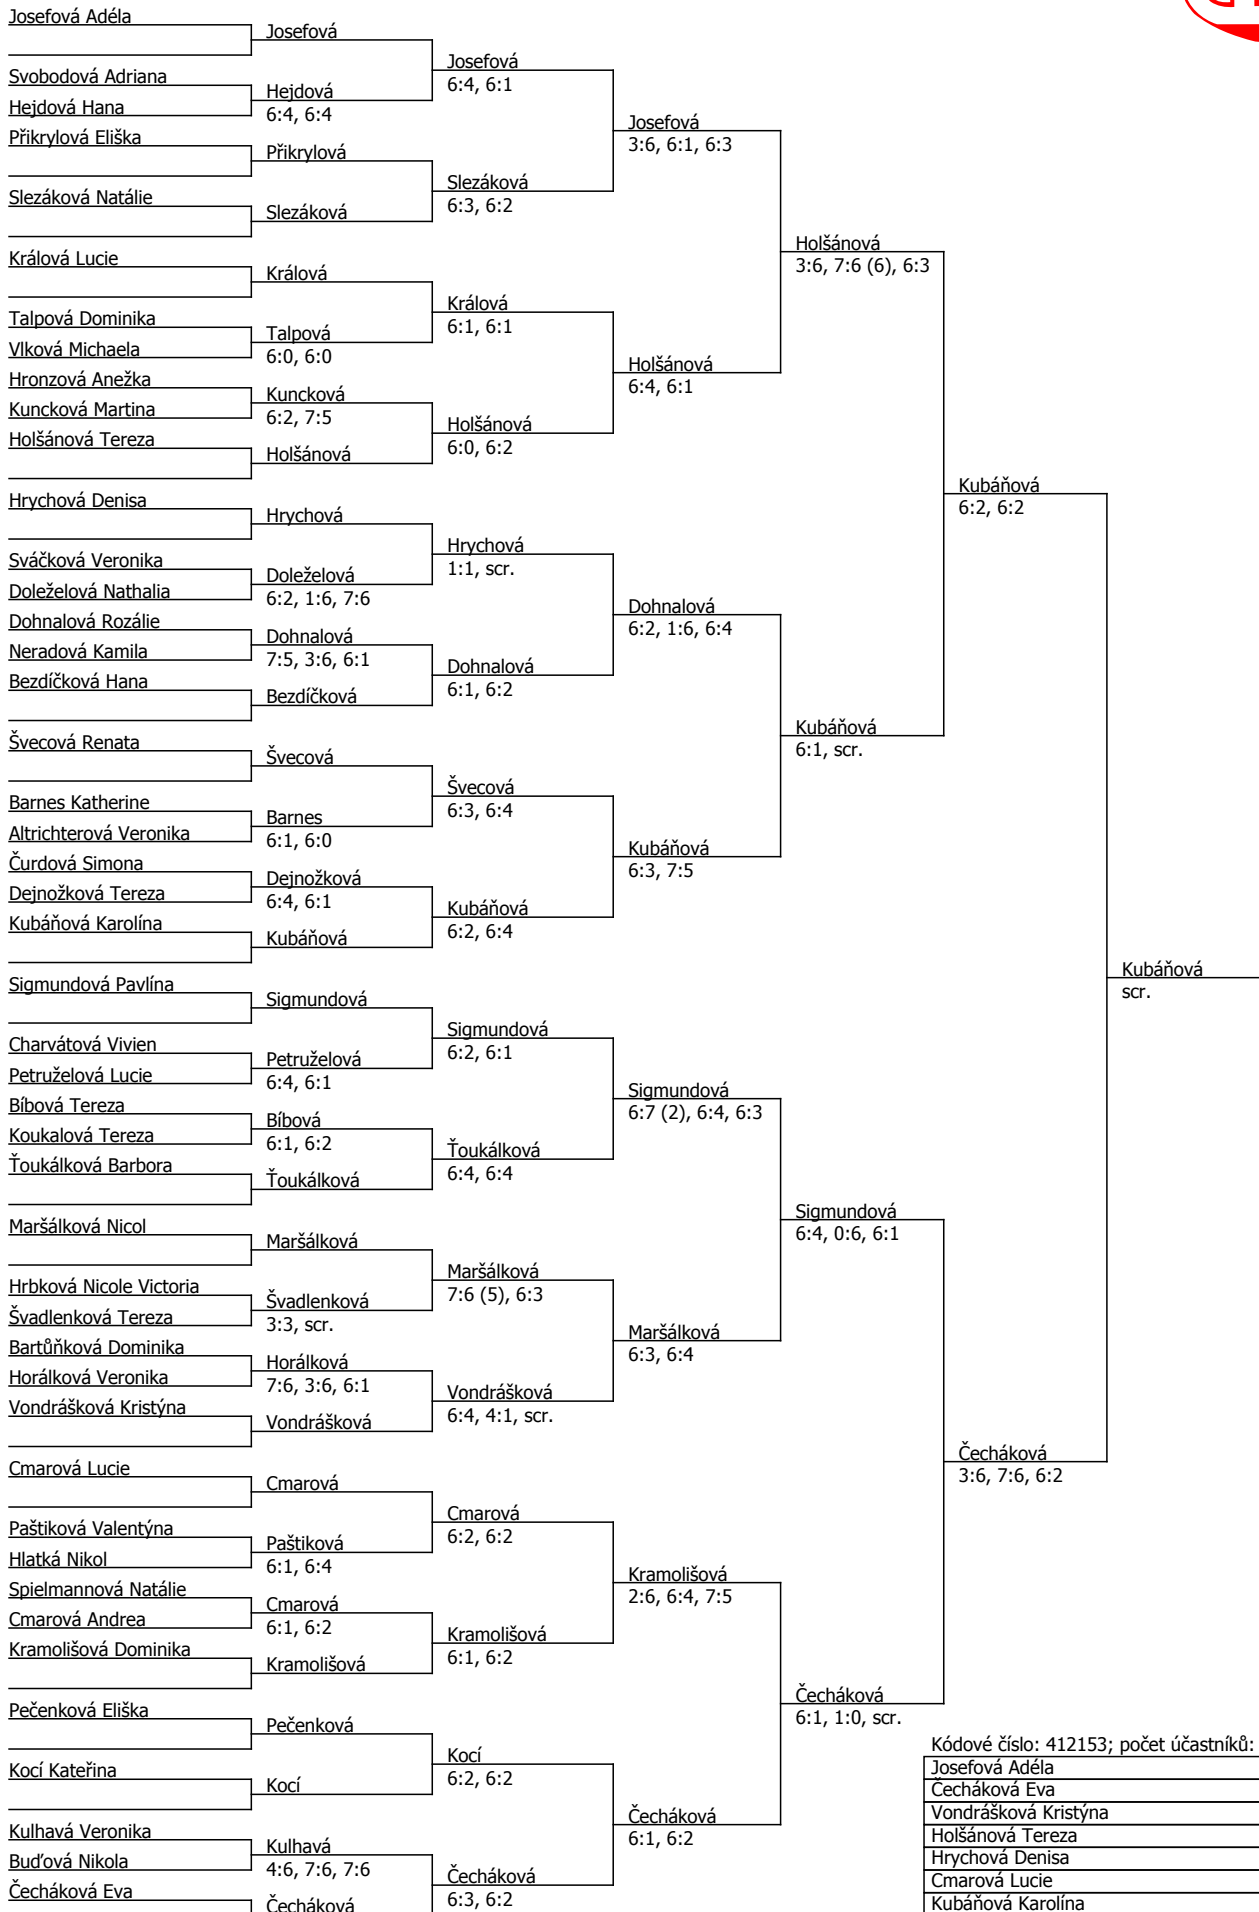 Josefová Adéla
Svobodová Adriana
Hejdová Hana
Přikrylová Eliška
Slezáková Natálie
Králová Lucie
Talpová Dominika
Vlková Michaela
Hronzová Anežka
Kuncková Martina
Holšánová Tereza
Hrychová Denisa
Sváčková Veronika
Doleželová Nathalia
Dohnalová Rozálie
Neradová Kamila
Bezdíčková Hana
Švecová Renata
Barnes Katherine
Altrichterová Veronika
Čurdová Simona
Dejnožková Tereza
Kubáňová Karolína
Sigmundová Pavlína
Charvátová Vivien
Petruželová Lucie
Bíbová Tereza
Koukalová Tereza
Ťoukálková Barbora
Maršálková Nicol
Hrbková Nicole Victoria
Švadlenková Tereza
Bartůňková Dominika
Horálková Veronika
Vondrášková Kristýna
Cmarová Lucie
Paštiková Valentýna
Hlatká Nikol
Spielmannová Natálie
Cmarová Andrea
Kramolišová Dominika
Pečenková Eliška
Kocí Kateřina
Kulhavá Veronika
Buďová Nikola
Čecháková Eva
Josefová
Hejdová
6:4, 6:4
Přikrylová
Slezáková
Králová
Talpová
6:0, 6:0
Kuncková
6:2, 7:5
Holšánová
Hrychová
Doleželová
6:2, 1:6, 7:6
Dohnalová
7:5, 3:6, 6:1
Bezdíčková
Švecová
Barnes
6:1, 6:0
Dejnožková
6:4, 6:1
Kubáňová
Sigmundová
Petruželová
6:4, 6:1
Bíbová
6:1, 6:2
Ťoukálková
Maršálková
Švadlenková
3:3, scr.
Horálková
7:6, 3:6, 6:1
Vondrášková
Cmarová
Paštiková
6:1, 6:4
Cmarová
6:1, 6:2
Kramolišová
Pečenková
Kocí
Kulhavá
4:6, 7:6, 7:6
Čecháková
Josefová
6:4, 6:1
Slezáková
6:3, 6:2
Králová
6:1, 6:1
Holšánová
6:0, 6:2
Hrychová
1:1, scr.
Dohnalová
6:1, 6:2
Švecová
6:3, 6:4
Kubáňová
6:2, 6:4
Sigmundová
6:2, 6:1
Ťoukálková
6:4, 6:4
Maršálková
7:6 (5), 6:3
Vondrášková
6:4, 4:1, scr.
Cmarová
6:2, 6:2
Kramolišová
6:1, 6:2
Kocí
6:2, 6:2
Čecháková
6:3, 6:2
Josefová
3:6, 6:1, 6:3
Holšánová
6:4, 6:1
Dohnalová
6:2, 1:6, 6:4
Kubáňová
6:3, 7:5
Sigmundová
6:7 (2), 6:4, 6:3
Maršálková
6:3, 6:4
Kramolišová
2:6, 6:4, 7:5
Čecháková
6:1, 6:2
Holšánová
3:6, 7:6 (6), 6:3
Kubáňová
6:1, scr.
Sigmundová
6:4, 0:6, 6:1
Čecháková
6:1, 1:0, scr.
Kubáňová
6:2, 6:2
Čecháková
3:6, 7:6, 6:2
Kubáňová
scr.
Kódové číslo: 412153; počet účastníků:
Josefová Adéla
Čecháková Eva
Vondrášková Kristýna
Holšánová Tereza
Hrychová Denisa
Cmarová Lucie
Kubáňová Karolína